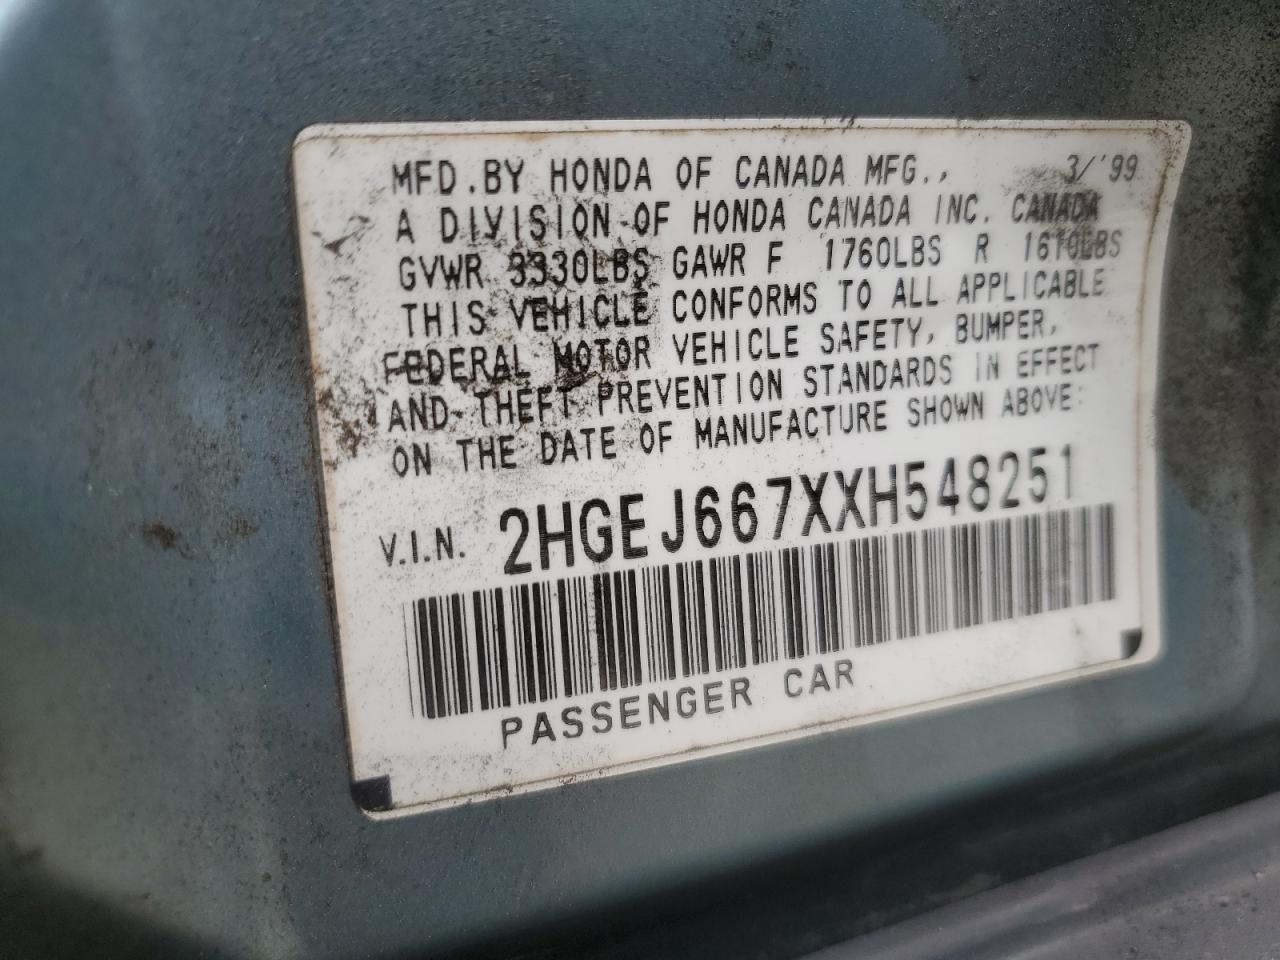 MFD.BY HONDA OF CANADA MFG., 3/'99
A DIVISION OF HONDA CANADA INC. CANADA
GVWR 3330LBS GAWR F 1760LBS R 1610LBS
THIS VEHICLE CONFORMS TO ALL APPLICABLE
FEDERAL MOTOR VEHICLE SAFETY, BUMPER,
AND THEFT PREVENTION STANDARDS IN EFFECT
ON THE DATE OF MANUFACTURE SHOWN ABOVE:
V.I.N. 2HGEJ667XXH548251
PASSENGER CAR